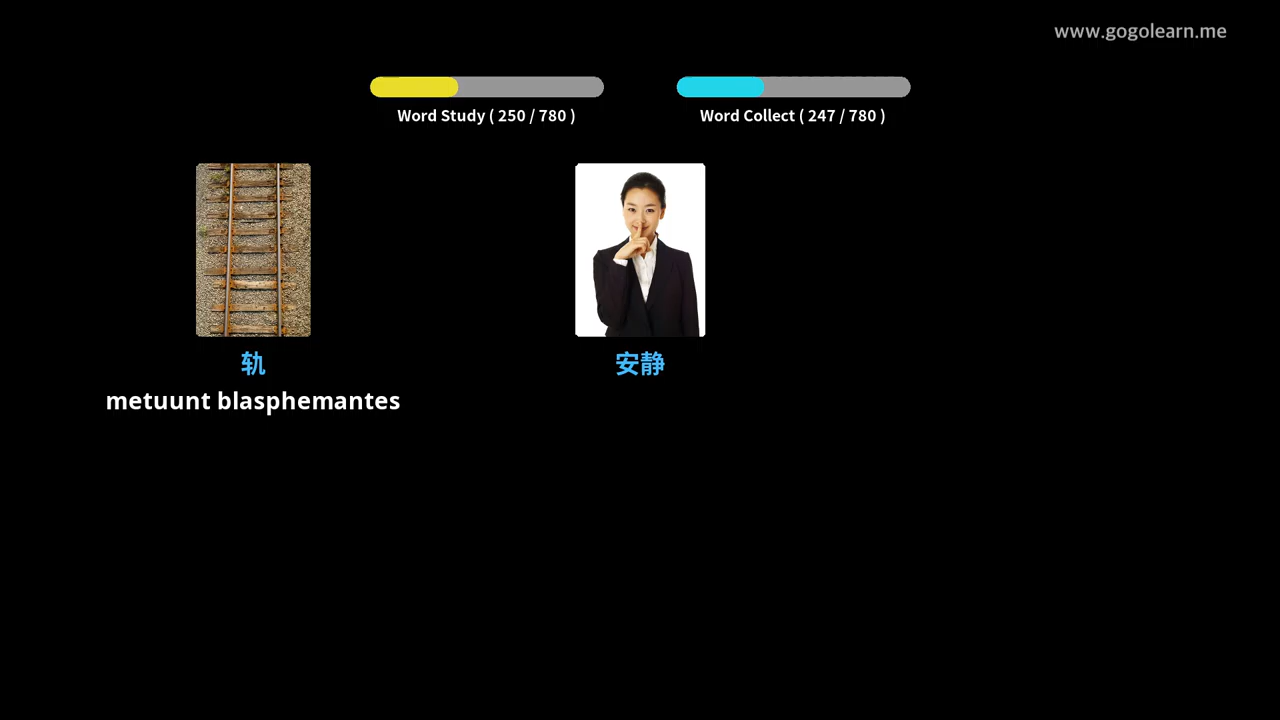 www.gogolearn.me
Word Study ( 250 / 780 )
Word Collect ( 247 / 780 )
轨
安静
metuunt blasphemantes